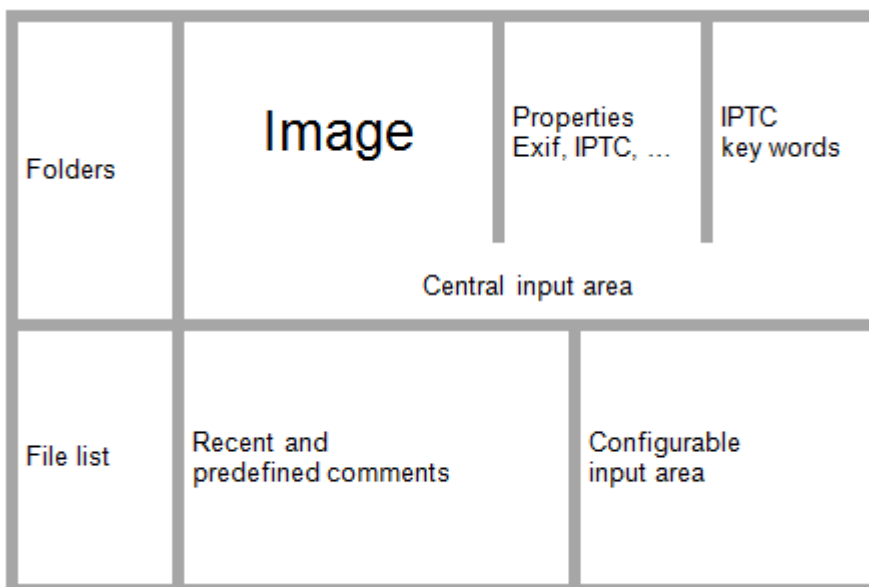 Folders
Image
Properties
Exif, IPTC, ...
IPTC
key words
Central input area
File list
Recent and
predefined comments
Configurable
input area